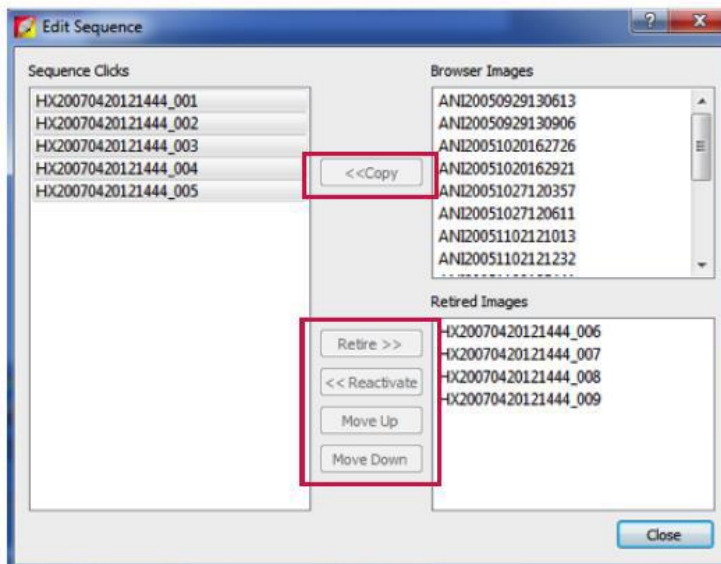 Edit Sequence
Sequence Clicks
HX20070420121444_001
HX20070420121444_002
HX20070420121444_003
HX20070420121444_004
HX20070420121444_005
<<Copy
Retire >>
<< Reactivate
Move Up
Move Down
Browser Images
ANI20050929130613
ANI20050929130906
ANI20051020162726
ANI20051020162921
ANI20051027120357
ANI20051027120611
ANI20051102121013
ANI20051102121232
Retired Images
HX20070420121444_006
HX20070420121444_007
HX20070420121444_008
HX20070420121444_009
Close